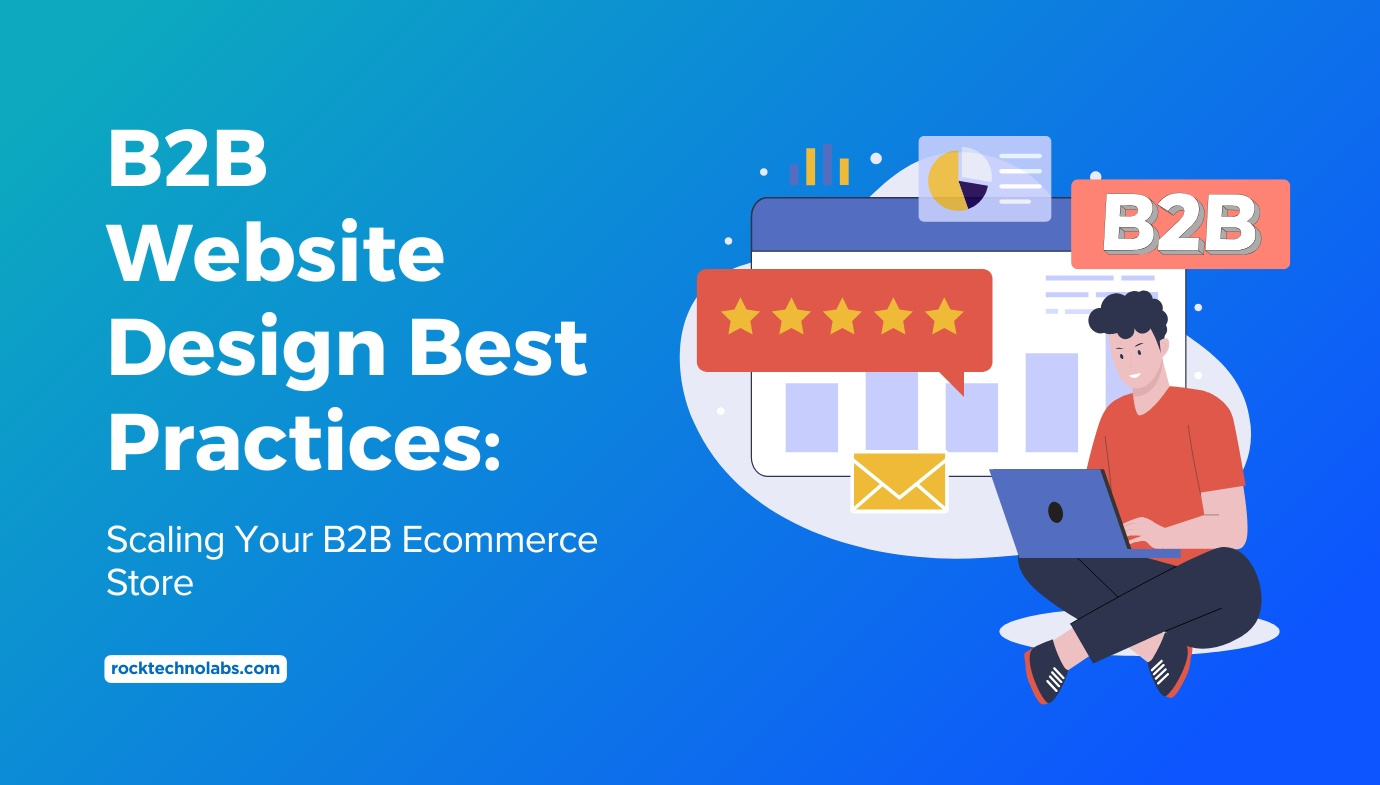 B2B
Website
Design Best
Practices:
Scaling Your B2B Ecommerce
Store
rocktechnolabs.com
B2B